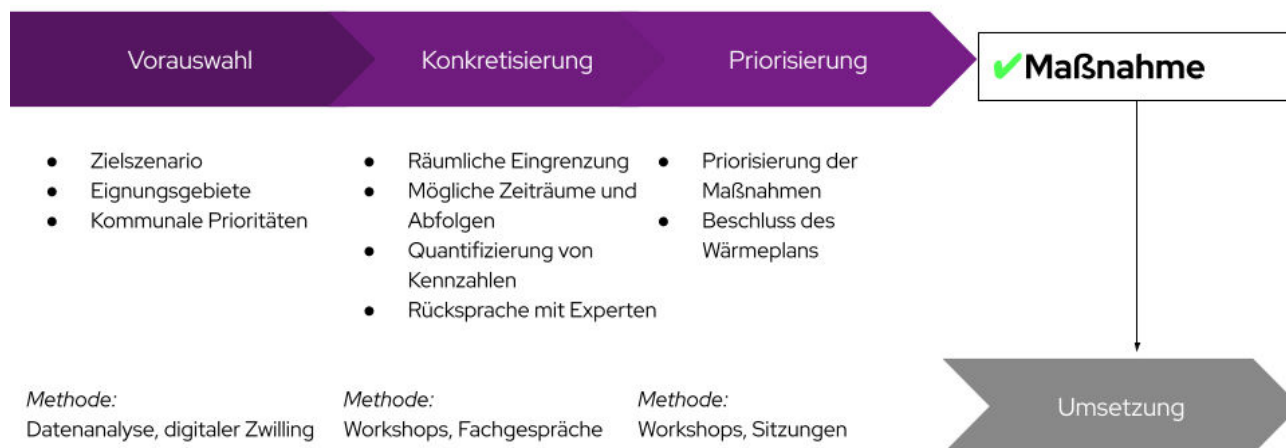 Vorauswahl
Konkretisierung
Priorisierung
✔Maßnahme
● Zielszenario
● Eignungsgebiete
● Kommunale Prioritäten
● Räumliche Eingrenzung
● Mögliche Zeiträume und
Abfolgen
● Quantifizierung von
Kennzahlen
● Rücksprache mit Experten
● Priorisierung der
Maßnahmen
● Beschluss des
Wärmeplans
Methode:
Datenanalyse, digitaler Zwilling
Methode:
Workshops, Fachgespräche
Methode:
Workshops, Sitzungen
Umsetzung